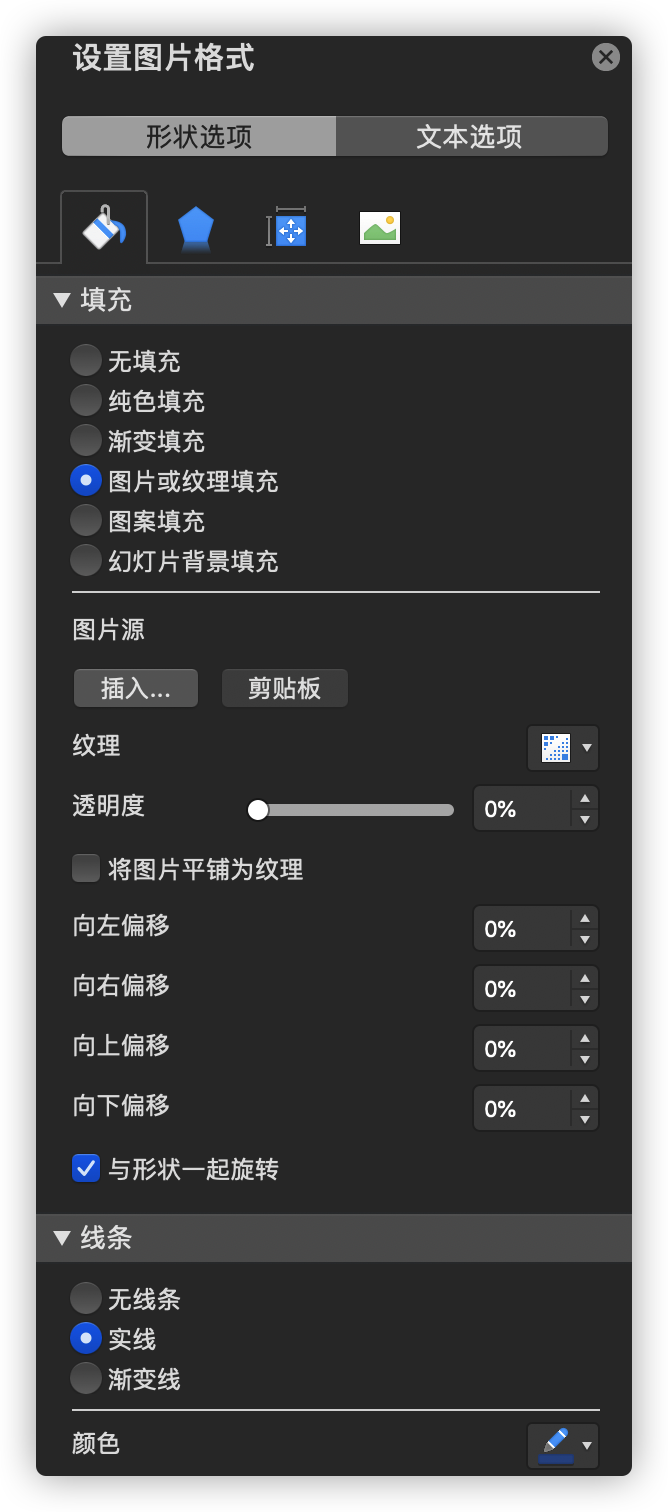 设置图片格式
形状选项 文本选项
填充
无填充
纯色填充
渐变填充
图片或纹理填充
图案填充
幻灯片背景填充
图片源
插入... 剪贴板
纹理
透明度 0%
将图片平铺为纹理
向左偏移 0%
向右偏移 0%
向上偏移 0%
向下偏移 0%
与形状一起旋转
线条
无线条
实线
渐变线
颜色